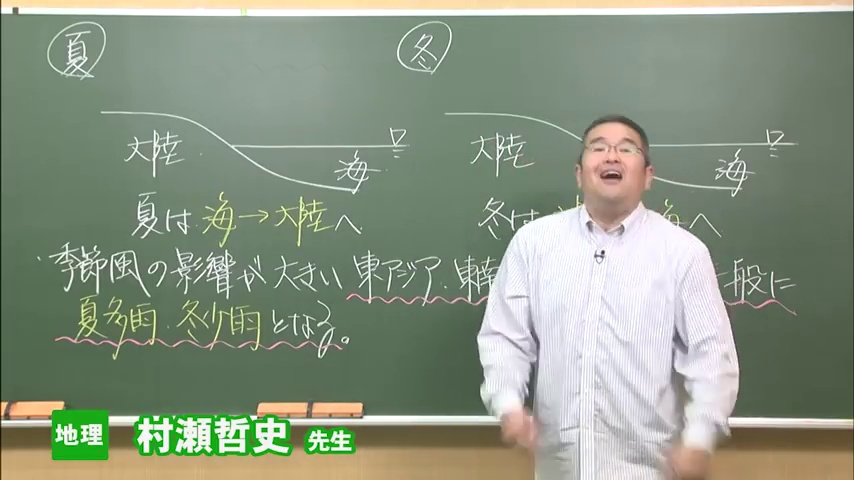 夏
冬
大陸
海
大陸
海
夏は 海→大陸へ
冬は 海へ
季節風の影響が大きい 東アジア・東南 一般に
夏多雨・冬少雨となる。
地理 村瀬哲史 先生